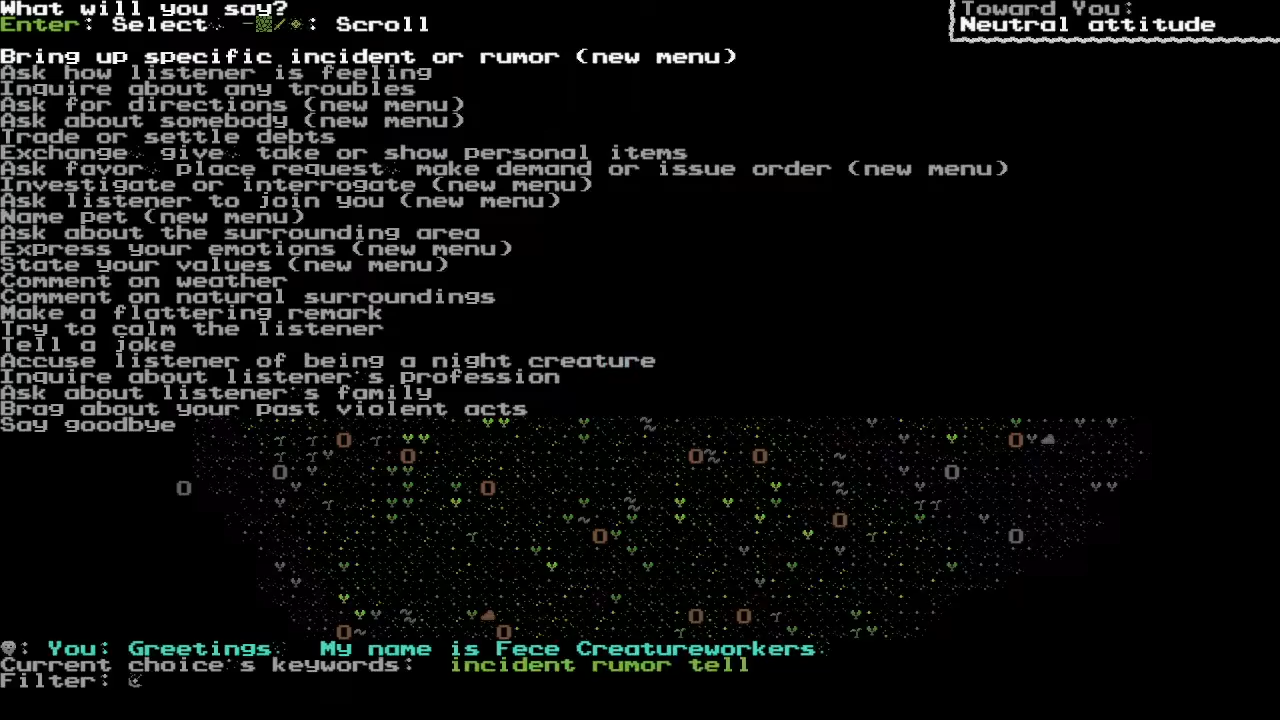 What will you say?
Toward You:
Enter: Select -/: Scroll
Neutral attitude
Bring up specific incident or rumor (new menu)
Ask how listener is feeling
Inquire about any troubles
Ask for directions (new menu)
Ask about somebody (new menu)
Trade or settle debts
Exchange give take or show personal items
Ask favor place request make demand or issue order (new menu)
Investigate or interrogate (new menu)
Ask listener to join you (new menu)
Name pet (new menu)
Ask about the surrounding area
Express your emotions (new menu)
State your values (new menu)
Comment on weather
Comment on natural surroundings
Make a flattering remark
Try to calm the listener
Tell a joke
Accuse listener of being a night creature
Inquire about listener's profession
Ask about listener's family
Brag about your past violent acts
Say goodbye
: You: Greetings My name is Fece Creatureworkers
Current choice's keywords: incident rumor tell
Filter: